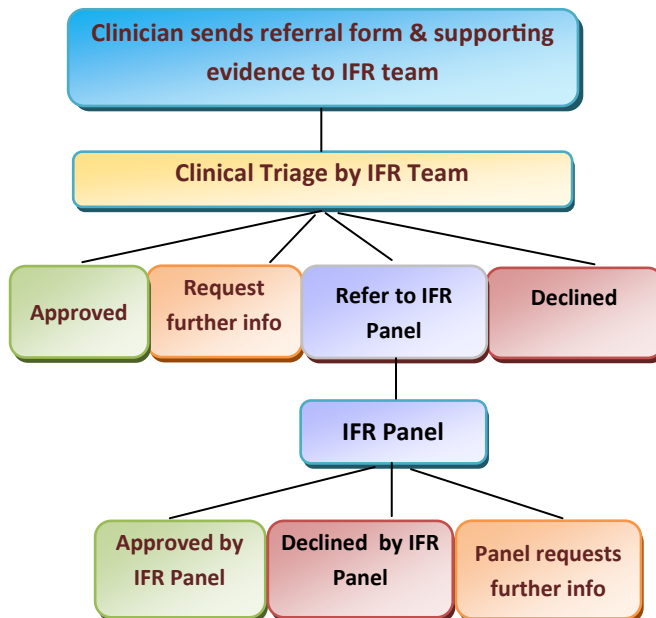 Clinician sends referral form & supporting
evidence to IFR team
Clinical Triage by IFR Team
Approved
Request
further info
Refer to IFR
Panel
Declined
IFR Panel
Approved by
IFR Panel
Declined by IFR
Panel
Panel requests
further info